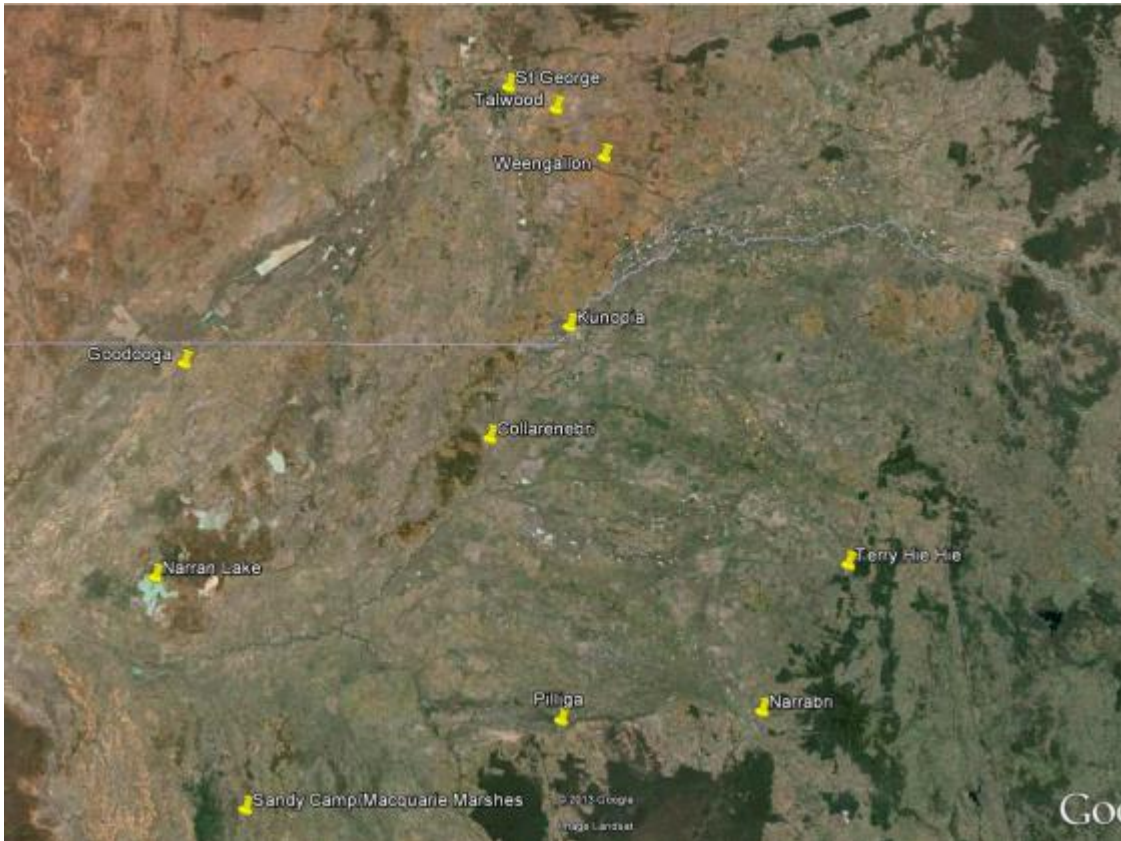 St George
Talwood
Weengallon
Kunopia
Goodooga
Collarenebri
Narran Lake
Terry Hie Hie
Pilliga
Narrabri
Sandy Camp/Macquarie Marshes
© 2013 Google
Image Landsat
Goo